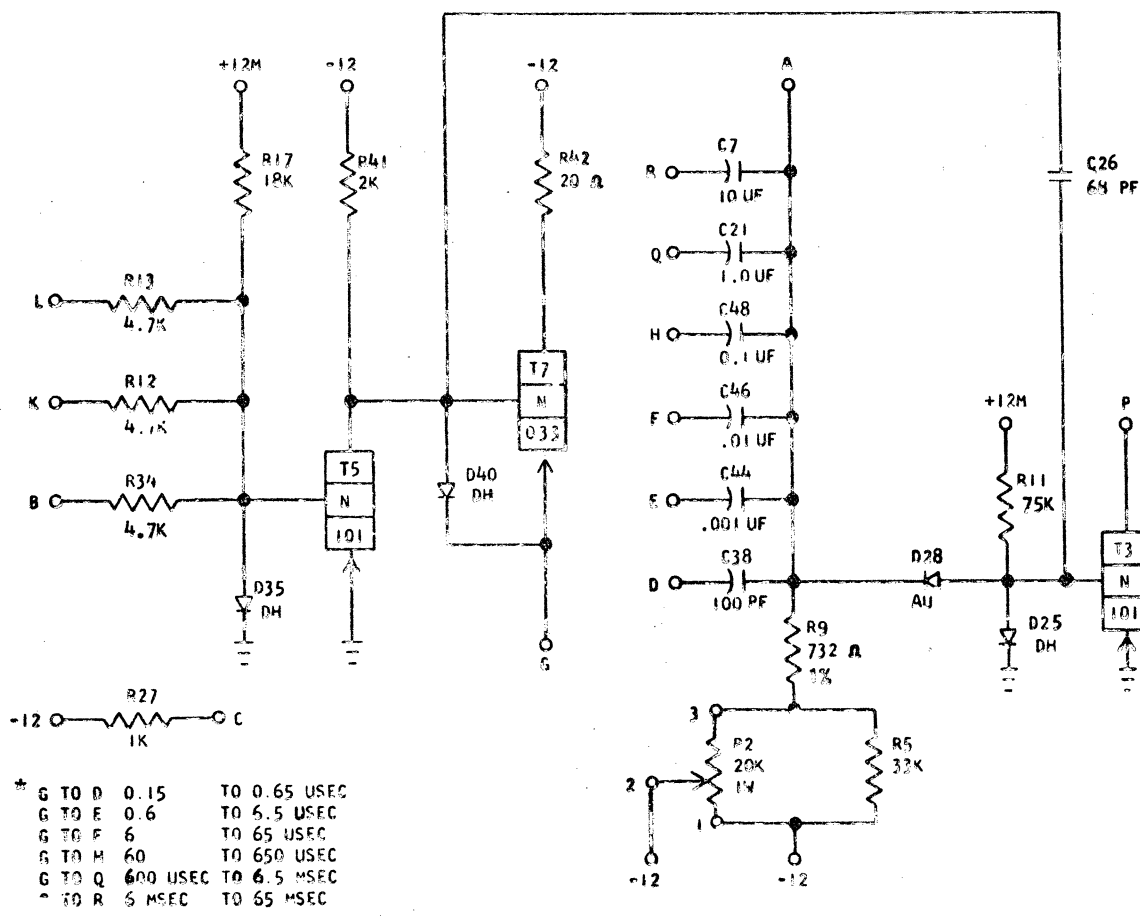 +12M
-12
-12
A
R17
18K
R41
2K
R42
20 Ω
C7
R
10 UF
C26
68 PF
C21
Q
1.0 UF
R13
L
4.7K
C48
H
0.1 UF
T7
N
033
R12
K
4.7K
C46
F
.01 UF
+12M
P
T5
N
101
R34
B
4.7K
D40
DH
C44
E
.001 UF
R11
75K
T3
N
101
C38
D
100 PF
D28
AU
D35
DH
G
R9
732 Ω
1%
D25
DH
R27
-12
C
1K
3
R2
20K
1W
R5
33K
2
1
-12
-12
* G TO D 0.15 TO 0.65 USEC
G TO E 0.6 TO 6.5 USEC
G TO F 6 TO 65 USEC
G TO H 60 TO 650 USEC
G TO Q 600 USEC TO 6.5 MSEC
TO R 6 MSEC TO 65 MSEC